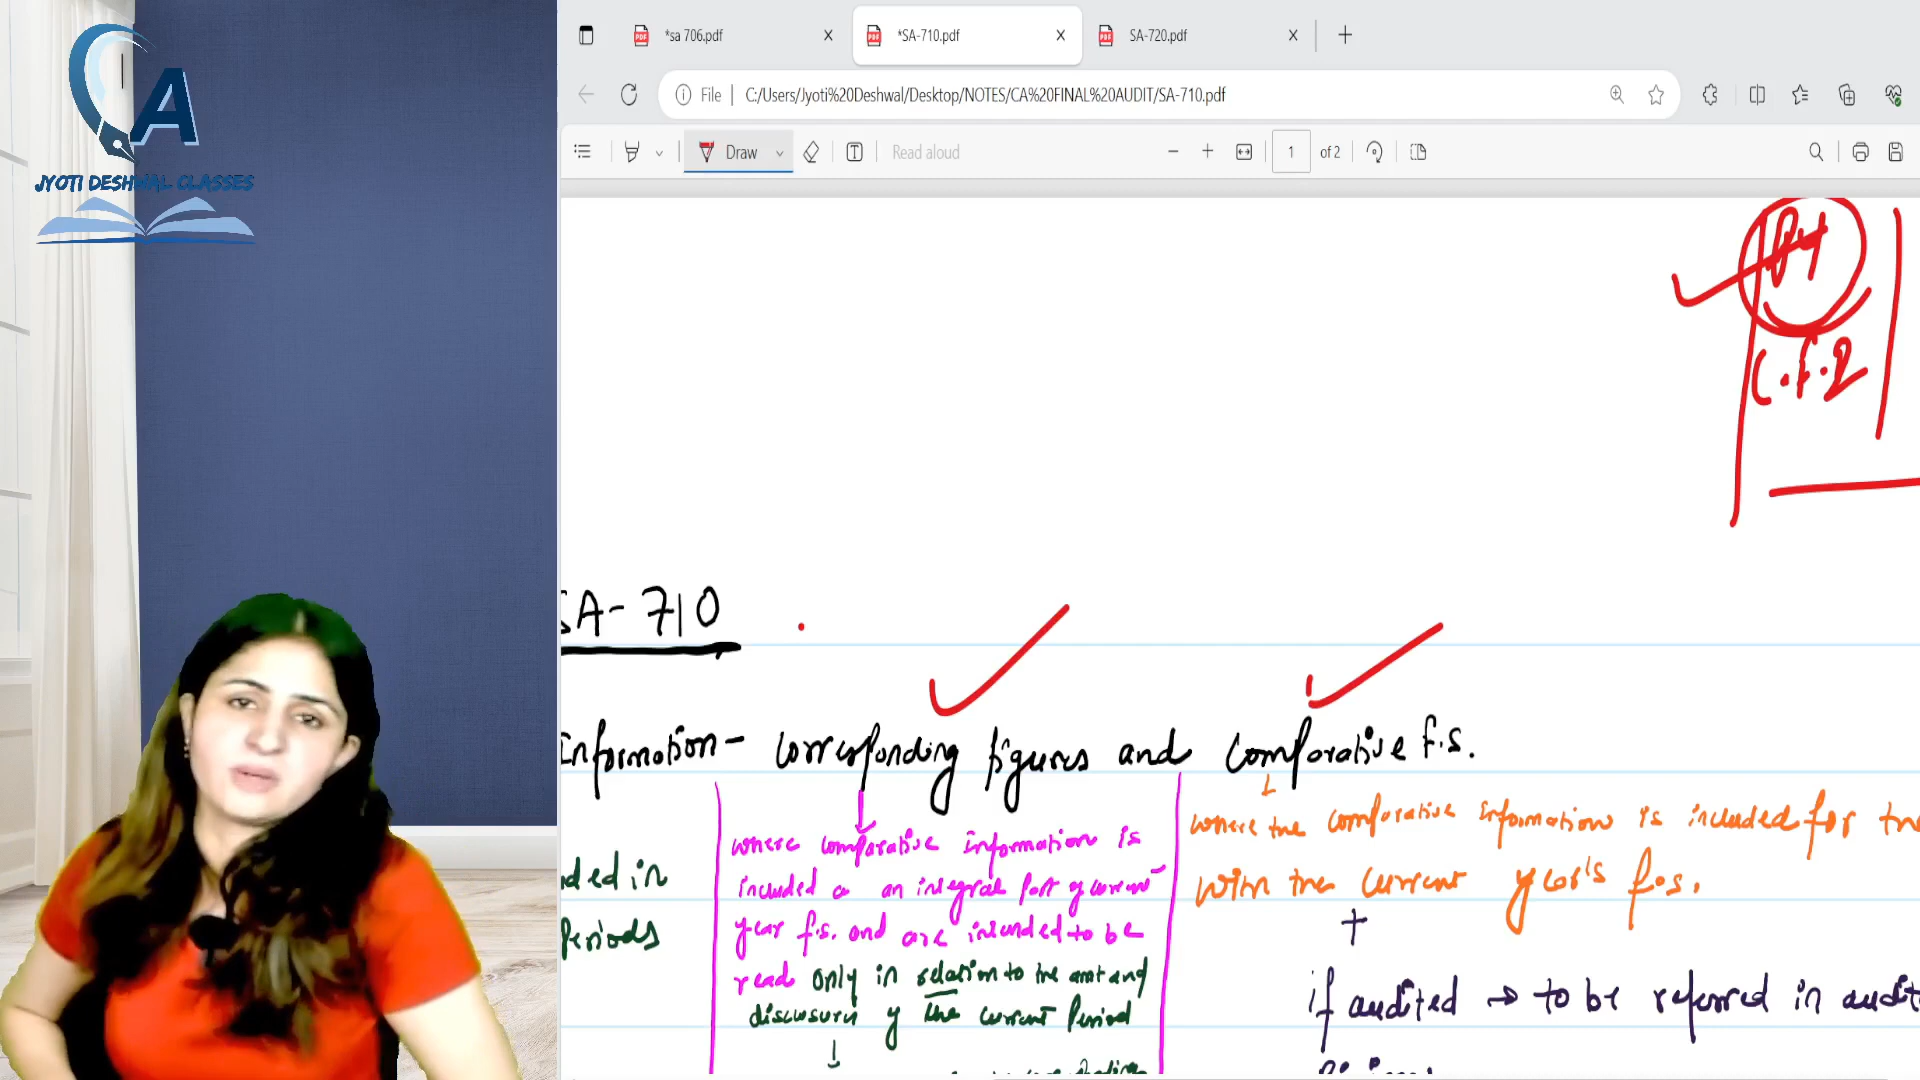 CA
JYOTI DESHWAL CLASSES
*sa 706.pdf
*SA-710.pdf
SA-720.pdf
File
C:/Users/Jyoti%20Deshwal/Desktop/NOTES/CA%20FINAL%20AUDIT/SA-710.pdf
Draw
Read aloud
1 of 2
C.F.R
SA-710
Information - corresponding figures and comparative f.s.
ded in
Periods
where comparative information is
included as an integral part of current
year f.s. and are intended to be
read only in relation to the amt and
disclosure of the current Period
where the comparative information is included for the
with the current year's f.s.
+
if audited → to be referred in audit